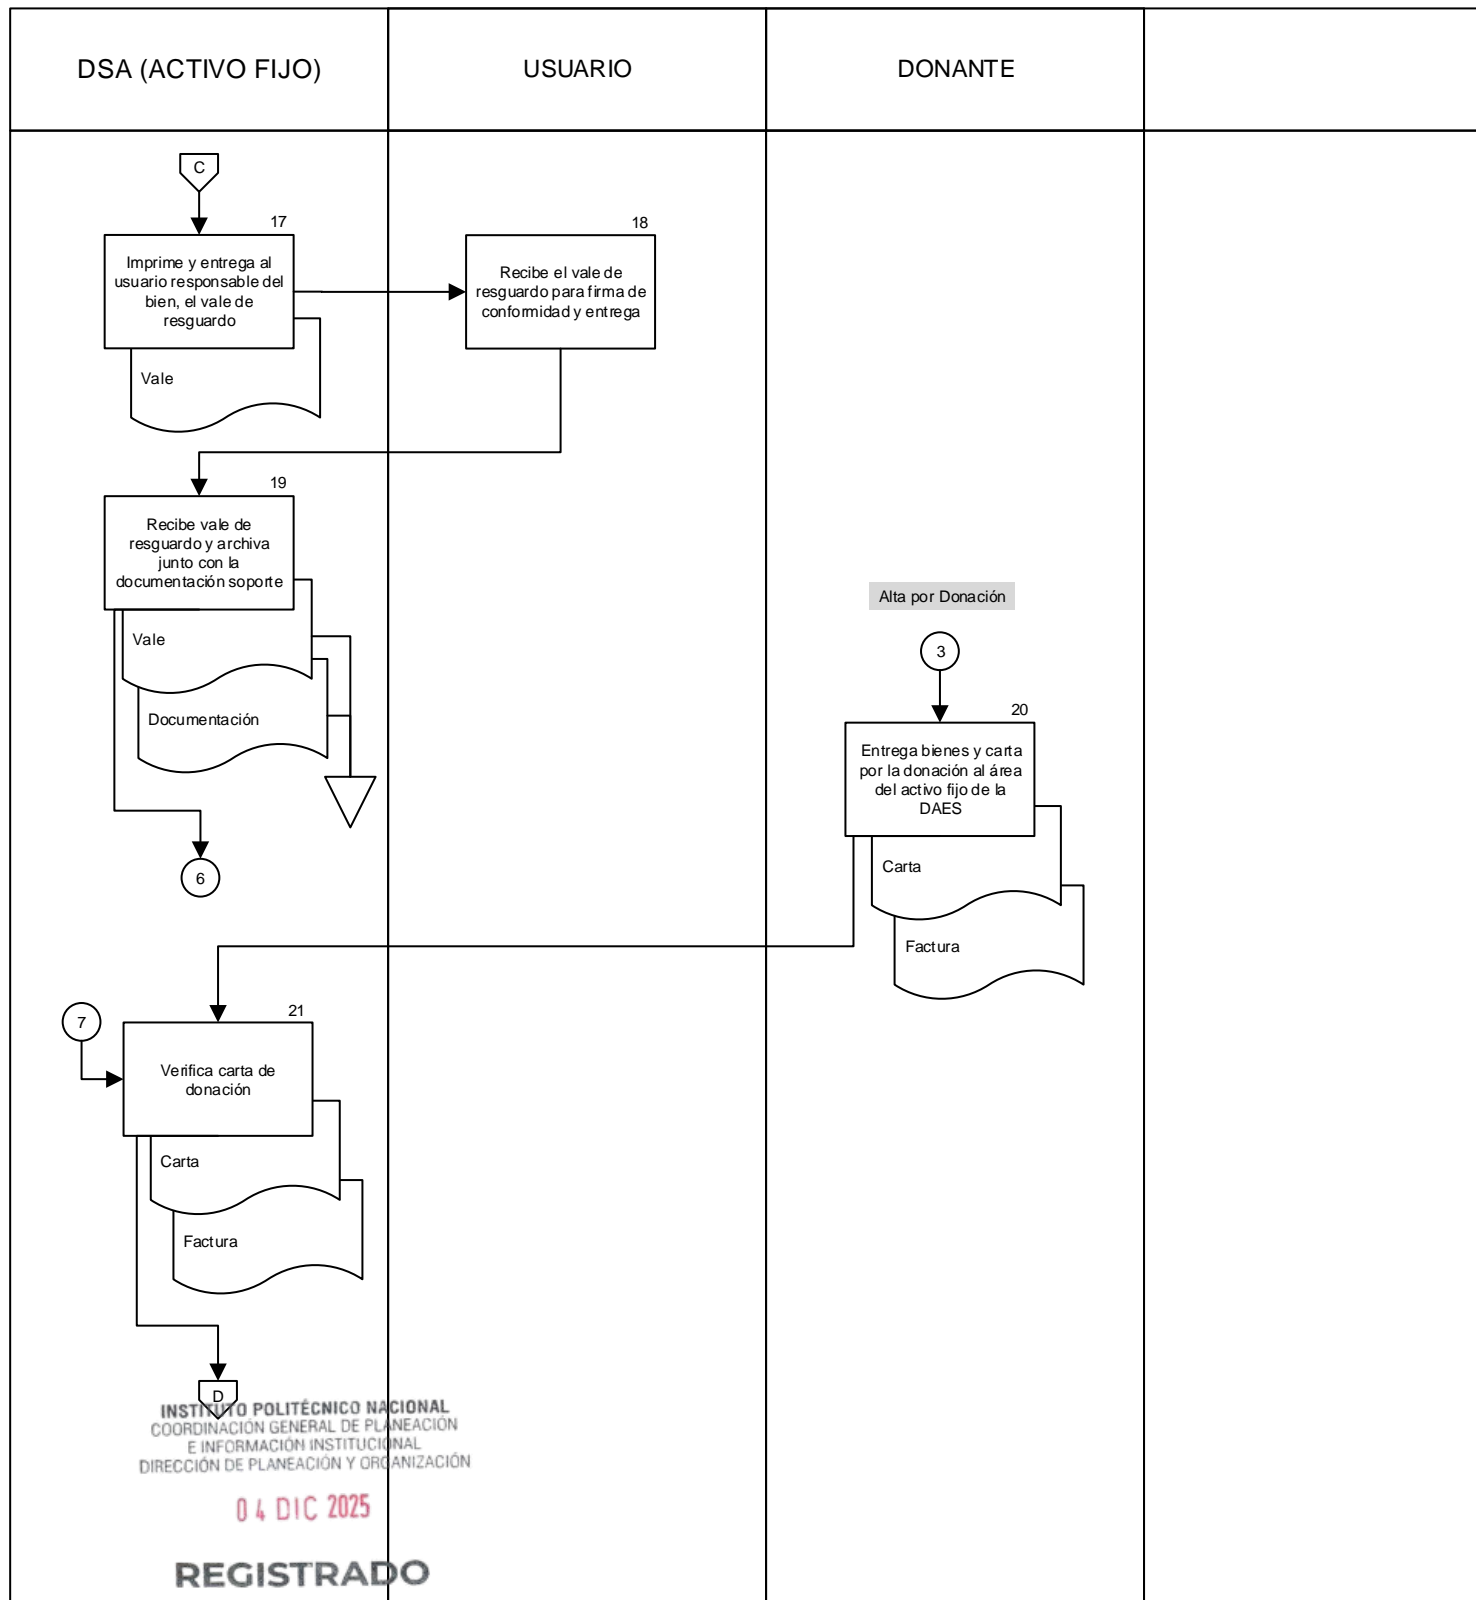 DSA (ACTIVO FIJO)
USUARIO
DONANTE
C
17
Imprime y entrega al
usuario responsable del
bien, el vale de
resguardo
Vale
18
Recibe el vale de
resguardo para firma de
conformidad y entrega
19
Recibe vale de
resguardo y archiva
junto con la
documentación soporte
Vale
Documentación
6
Alta por Donación
3
20
Entrega bienes y carta
por la donación al área
del activo fijo de la
DAES
Carta
Factura
7
21
Verifica carta de
donación
Carta
Factura
D
INSTITUTO POLITÉCNICO NACIONAL
COORDINACIÓN GENERAL DE PLANEACIÓN
E INFORMACIÓN INSTITUCIONAL
DIRECCIÓN DE PLANEACIÓN Y ORGANIZACIÓN
04 DIC 2025
REGISTRADO